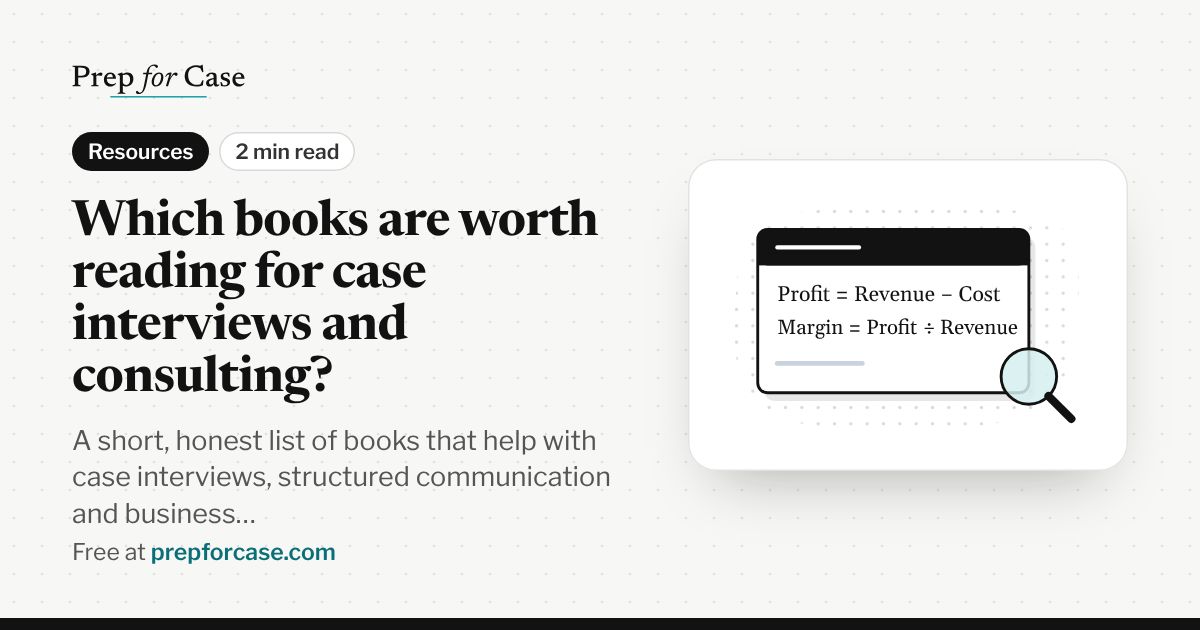 Prep for Case
Resources
2 min read
Which books are worth
reading for case
interviews and
consulting?
A short, honest list of books that help with
case interviews, structured communication
and business...
Free at prepforcase.com
Profit = Revenue – Cost
Margin = Profit ÷ Revenue